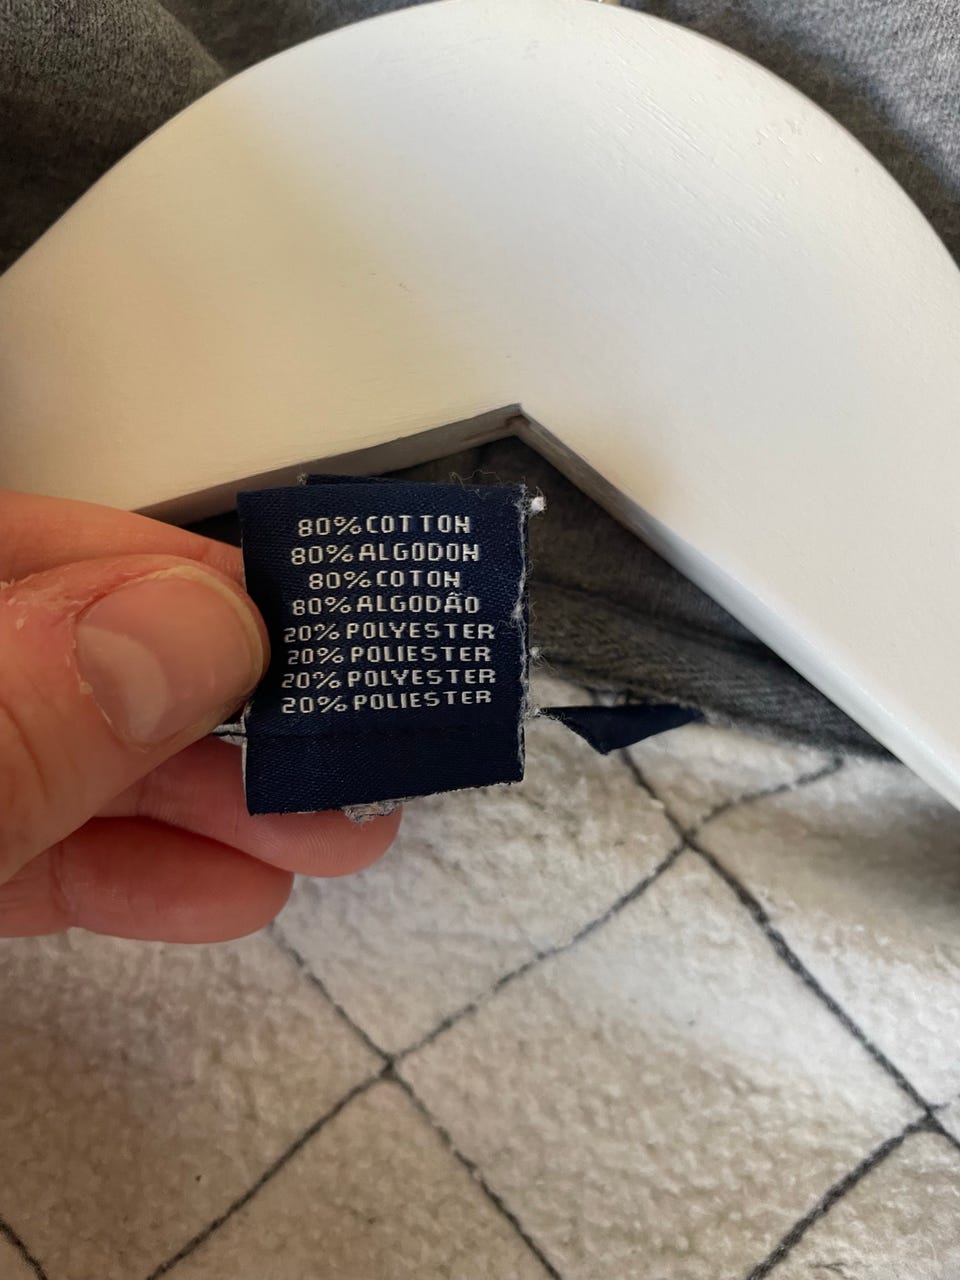 80% COTTON
80% ALGODON
80% COTON
80% ALGODÃO
20% POLYESTER
20% POLIESTER
20% POLYESTER
20% POLIESTER